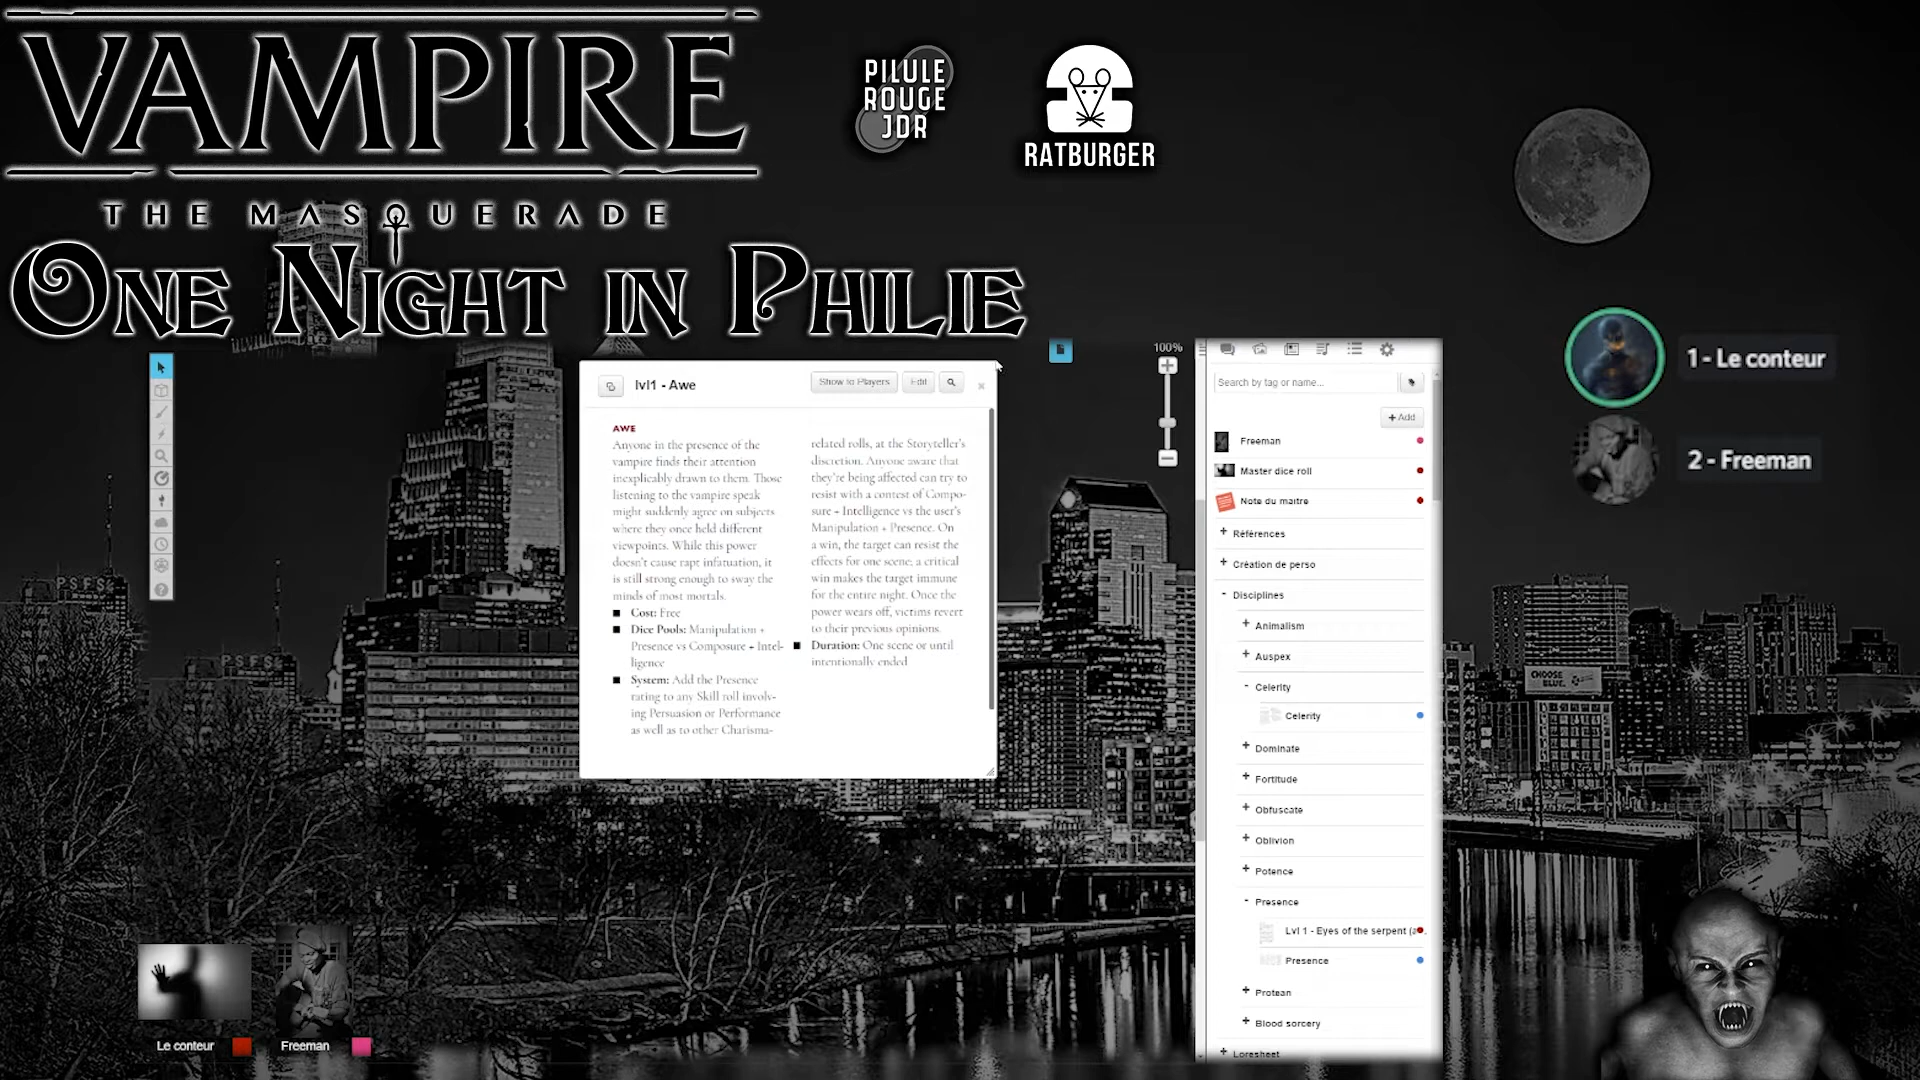 VAMPIRE
THE MASQUERADE
ONE NIGHT IN PHILIE
PILULE
ROUGE
JDR
RATBURGER
1 - Le conteur
2 - Freeman
lvl1 - Awe
Show to Players
Edit
AWE
Anyone in the presence of the
vampire finds their attention
inexplicably drawn to them. Those
listening to the vampire speak
might suddenly agree on subjects
where they once held different
viewpoints. While this power
doesn't cause rapt infatuation, it
is still strong enough to sway the
minds of most mortals.
■ Cost: Free
■ Dice Pools: Manipulation +
Presence vs Composure + Intel-
ligence
■ System: Add the Presence
rating to any Skill roll involv-
ing Persuasion or Performance
as well as to other Charisma-
related rolls, at the Storyteller's
discretion. Anyone aware that
they're being affected can try to
resist with a contest of Compo-
sure + Intelligence vs the user's
Manipulation + Presence. On
a win, the target can resist the
effects for one scene; a critical
win makes the target immune
for the entire night. Once the
power wears off, victims revert
to their previous opinions.
■ Duration: One scene or until
intentionally ended
100%
Search by tag or name...
+ Add
Freeman
Master dice roll
Note du maitre
+ Références
+ Création de perso
- Disciplines
+ Animalism
+ Auspex
- Celerity
Celerity
+ Dominate
+ Fortitude
+ Obfuscate
+ Oblivion
+ Potence
- Presence
Lvl 1 - Eyes of the serpent (a
Presence
+ Protean
+ Blood sorcery
+ Loresheet
PSFS
PSFS
CHOOSE
BLUE.
Le conteur
Freeman